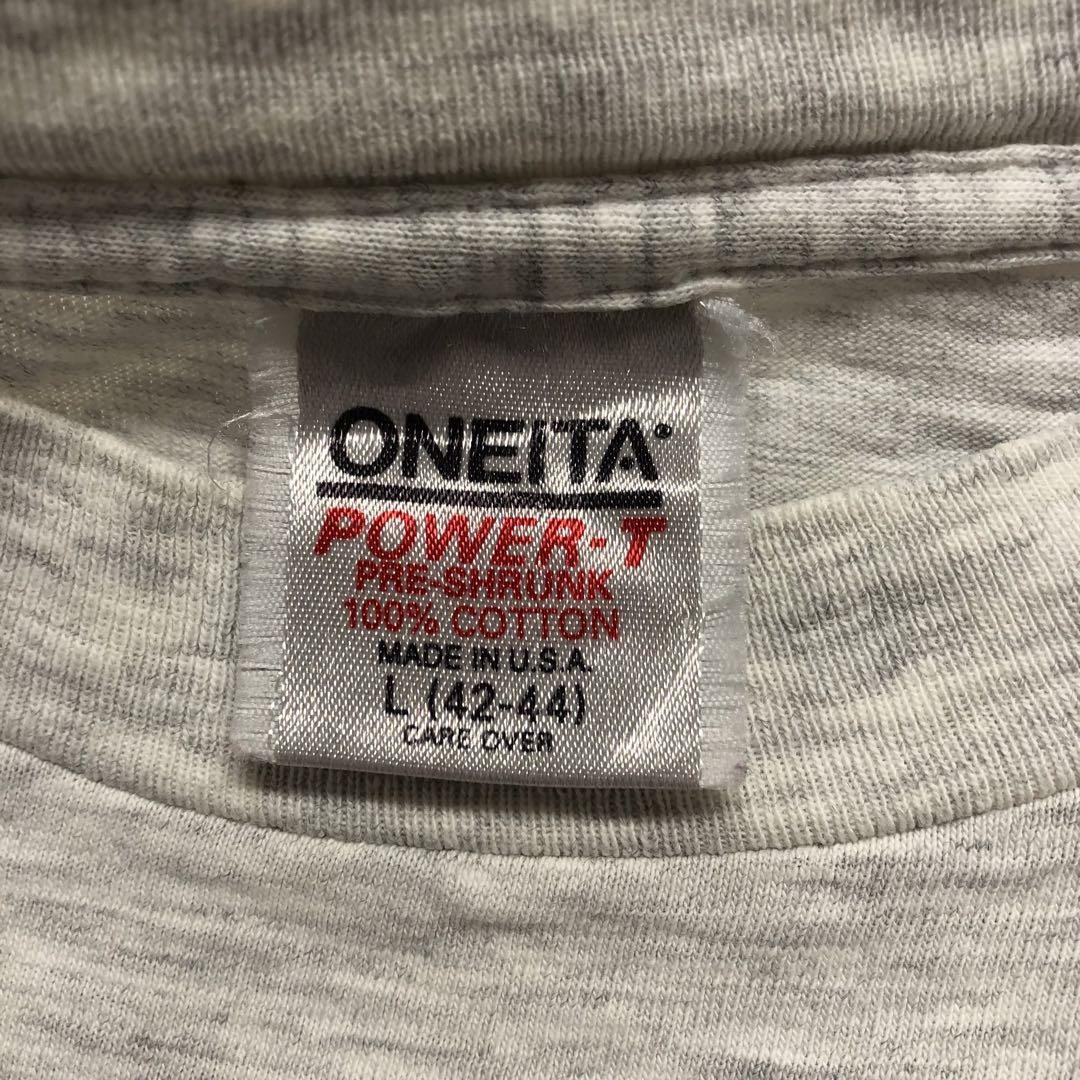 ONEITA®
POWER-T
PRE-SHRUNK
100% COTTON
MADE IN U.S.A.
L (42-44)
CARE OVER